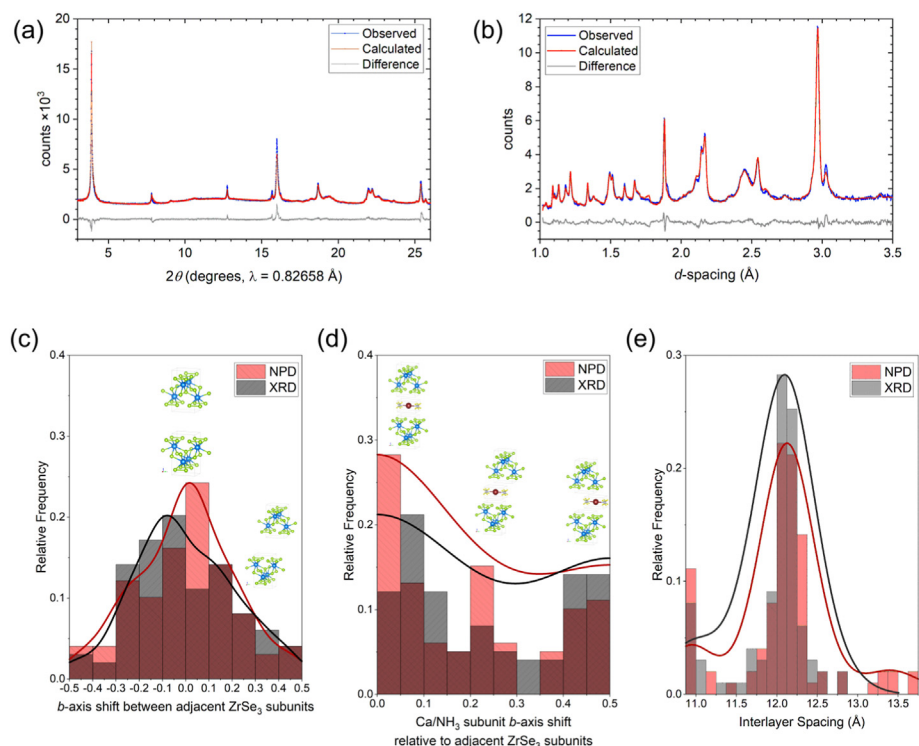 (a)
20
15
10
5
0
counts ×10³
Observed
Calculated
Difference
5
10
15
20
25
2θ (degrees, λ = 0.82658 Å)
(b)
12
10
8
6
4
2
0
counts
Observed
Calculated
Difference
1.0
1.5
2.0
2.5
3.0
3.5
d-spacing (Å)
(c)
0.4
0.3
0.2
0.1
0.0
Relative Frequency
NPD
XRD
-0.5
-0.4
-0.3
-0.2
-0.1
0.0
0.1
0.2
0.3
0.4
0.5
b-axis shift between adjacent ZrSe₃ subunits
(d)
0.4
0.3
0.2
0.1
0.0
Relative Frequency
NPD
XRD
0.0
0.1
0.2
0.3
0.4
0.5
Ca/NH₃ subunit b-axis shift
relative to adjacent ZrSe₃ subunits
(e)
0.3
0.2
0.1
0.0
Relative Frequency
NPD
XRD
11.0
11.5
12.0
12.5
13.0
13.5
Interlayer Spacing (Å)